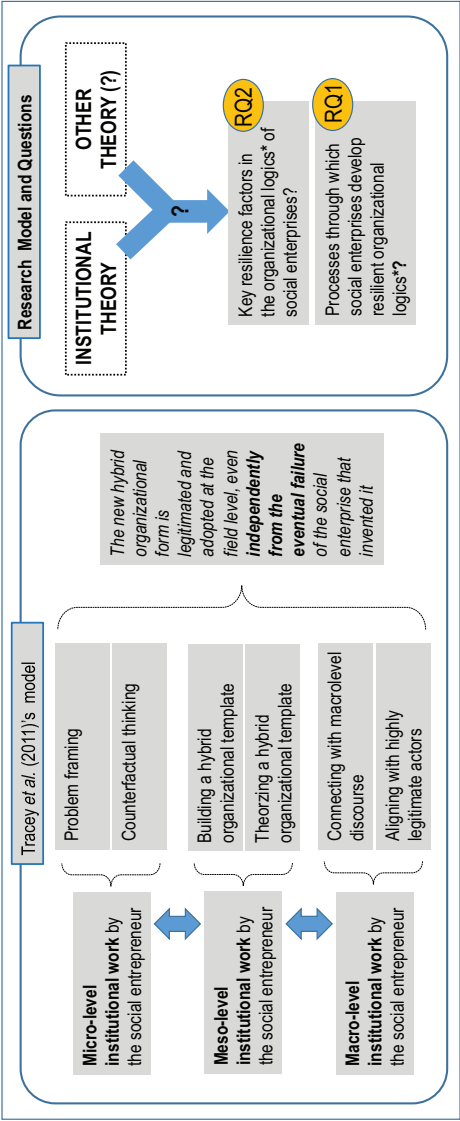 Tracey et al. (2011)'s model
Micro-level
institutional work by
the social entrepreneur
Problem framing
Counterfactual thinking
Meso-level
institutional work by
the social entrepreneur
Building a hybrid
organizational template
Theorzing a hybrid
organizational template
Macro-level
institutional work by
the social entrepreneur
Connecting with macrolevel
discourse
Aligning with highly
legitimate actors
The new hybrid
organizational
form is
legitimated and
adopted at the
field level, even
independently
from the
eventual failure
of the social
enterprise that
invented it
Research Model and Questions
INSTITUTIONAL
THEORY
OTHER
THEORY (?)
?
Key resilience factors in
the organizational logics* of
social enterprises?
RQ2
Processes through which
social enterprises develop
resilient organizational
logics*?
RQ1